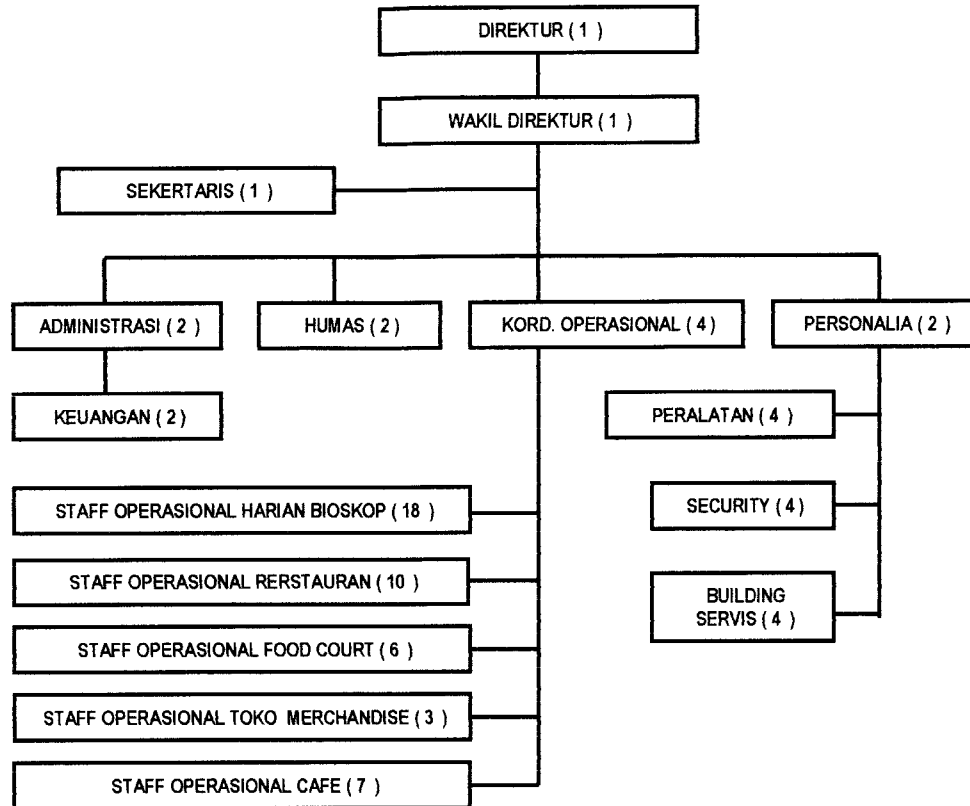 DIREKTUR ( 1 )
WAKIL DIREKTUR ( 1 )
SEKERTARIS ( 1 )
ADMINISTRASI ( 2 )
HUMAS ( 2 )
KORD. OPERASIONAL ( 4 )
PERSONALIA ( 2 )
KEUANGAN ( 2 )
PERALATAN ( 4 )
SECURITY ( 4 )
BUILDING
SERVIS ( 4 )
STAFF OPERASIONAL HARIAN BIOSKOP ( 18 )
STAFF OPERASIONAL RERSTAURAN ( 10 )
STAFF OPERASIONAL FOOD COURT ( 6 )
STAFF OPERASIONAL TOKO MERCHANDISE ( 3 )
STAFF OPERASIONAL CAFE ( 7 )